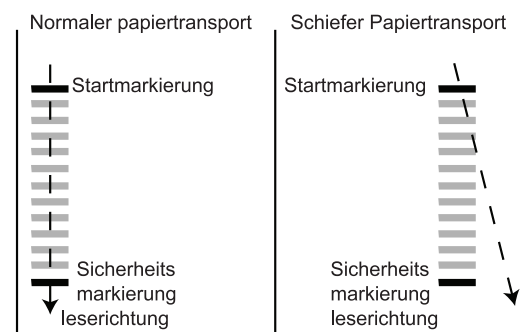 Normaler papiertransport
Startmarkierung
Sicherheits
markierung
leserichtung
Schiefer Papiertransport
Startmarkierung
Sicherheits
markierung
leserichtung